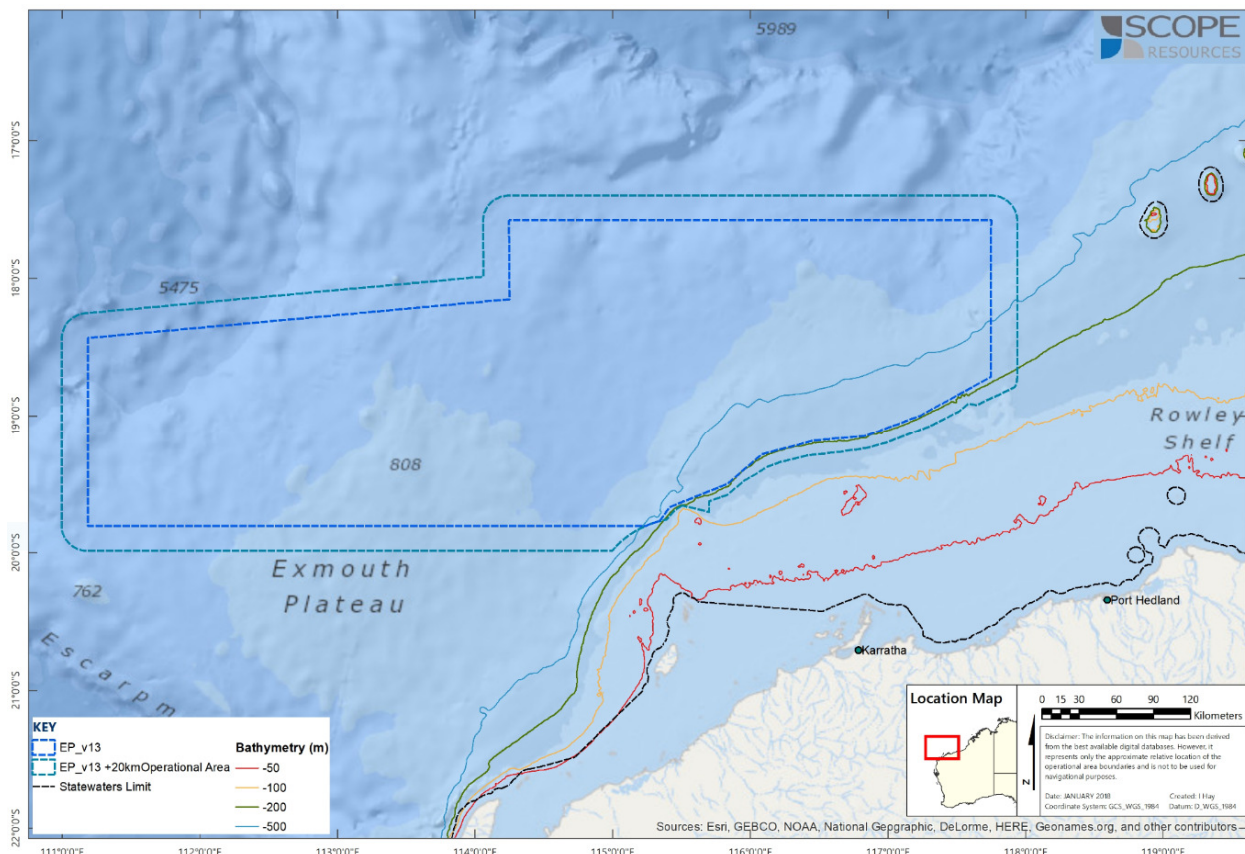 SCOPE
RESOURCES
5989
17°0'0"S
18°0'0"S
5475
19°0'0"S
Rowley
Shelf
808
20°0'0"S
Exmouth
Plateau
762
Port Hedland
Karratha
Escarpm
21°0'0"S
22°0'0"S
KEY
EP_v13
EP_v13 +20kmOperational Area
Statewaters Limit
Bathymetry (m)
-50
-100
-200
-500
Location Map
0 15 30 60 90 120
Kilometers
N
Disclaimer: The information on this map has been derived
from the best available digital databases. However, it
represents only the approximate relative location of the
operational area boundaries and is not to be used for
navigational purposes.
Date: JANUARY 2018 Created: I Hay
Coordinate System: GCS_WGS_1984 Datum: D_WGS_1984
Sources: Esri, GEBCO, NOAA, National Geographic, DeLorme, HERE, Geonames.org, and other contributors
111°0'0"E 112°0'0"E 113°0'0"E 114°0'0"E 115°0'0"E 116°0'0"E 117°0'0"E 118°0'0"E 119°0'0"E